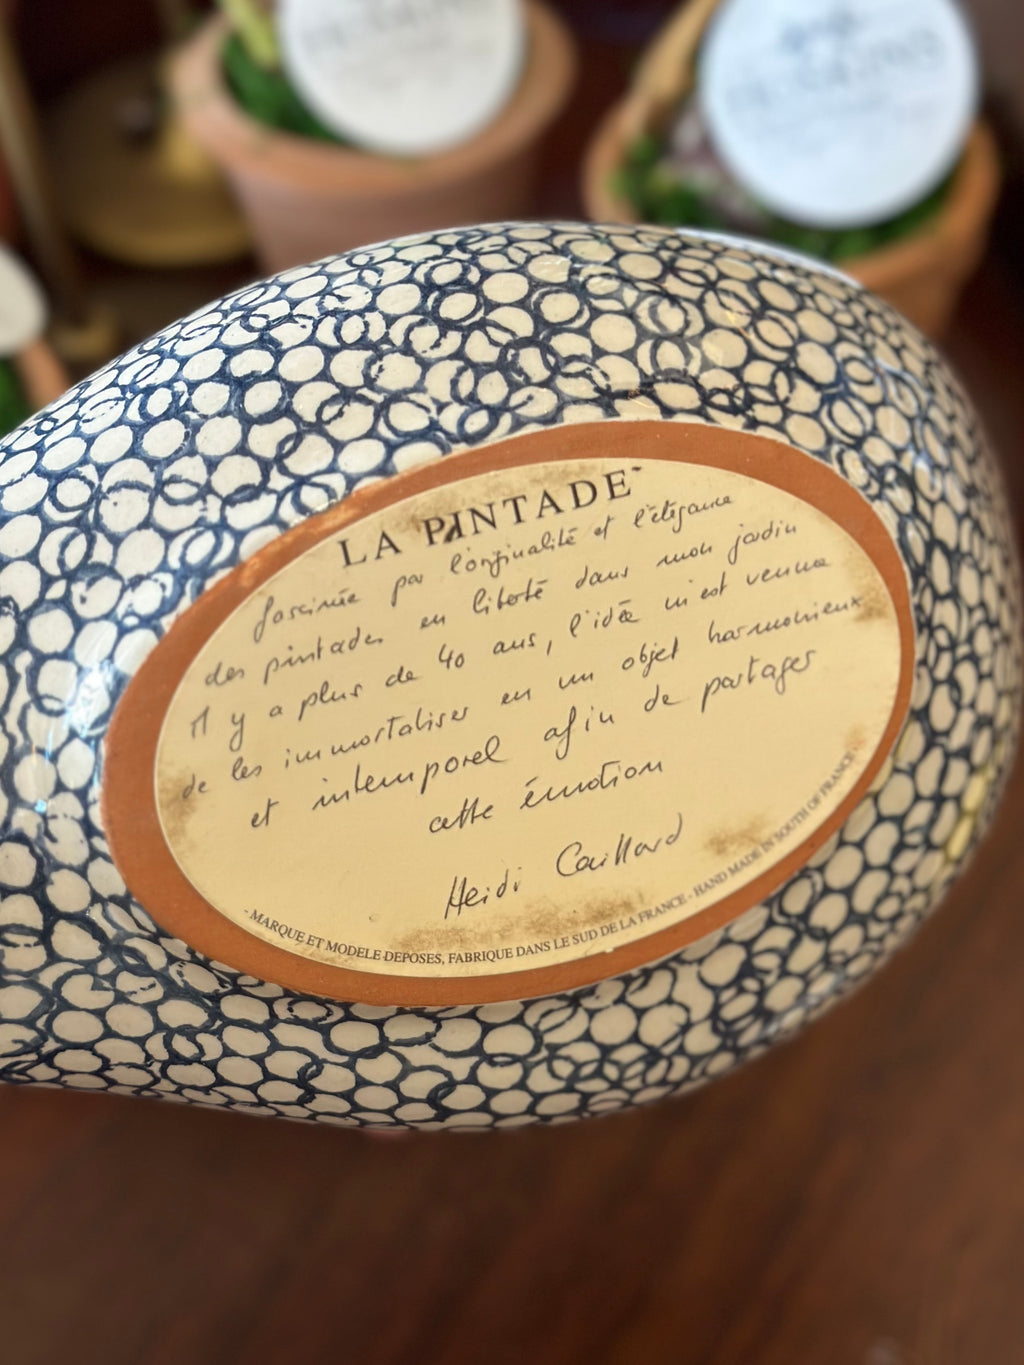 LA PINTADE
fascinée par l'originalité et l'élégance
des pintades en liberté dans mon jardin
il y a plus de 40 ans, l'idée m'est venue
de les immortaliser en un objet harmonieux
et intemporel afin de partager
cette émotion
Heidi Caillard
- MARQUE ET MODELE DEPOSES, FABRIQUE DANS LE SUD DE LA FRANCE - HAND MADE IN SOUTH OF FRANCE -